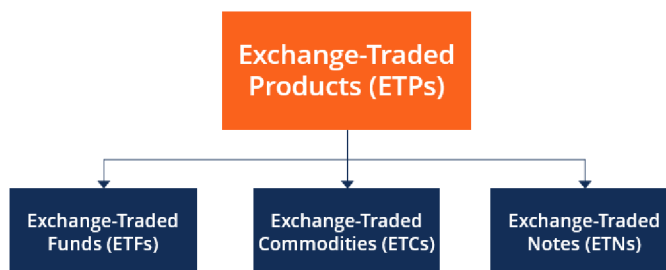 Exchange-Traded
Products (ETPs)
Exchange-Traded
Funds (ETFs)
Exchange-Traded
Commodities (ETCs)
Exchange-Traded
Notes (ETNs)